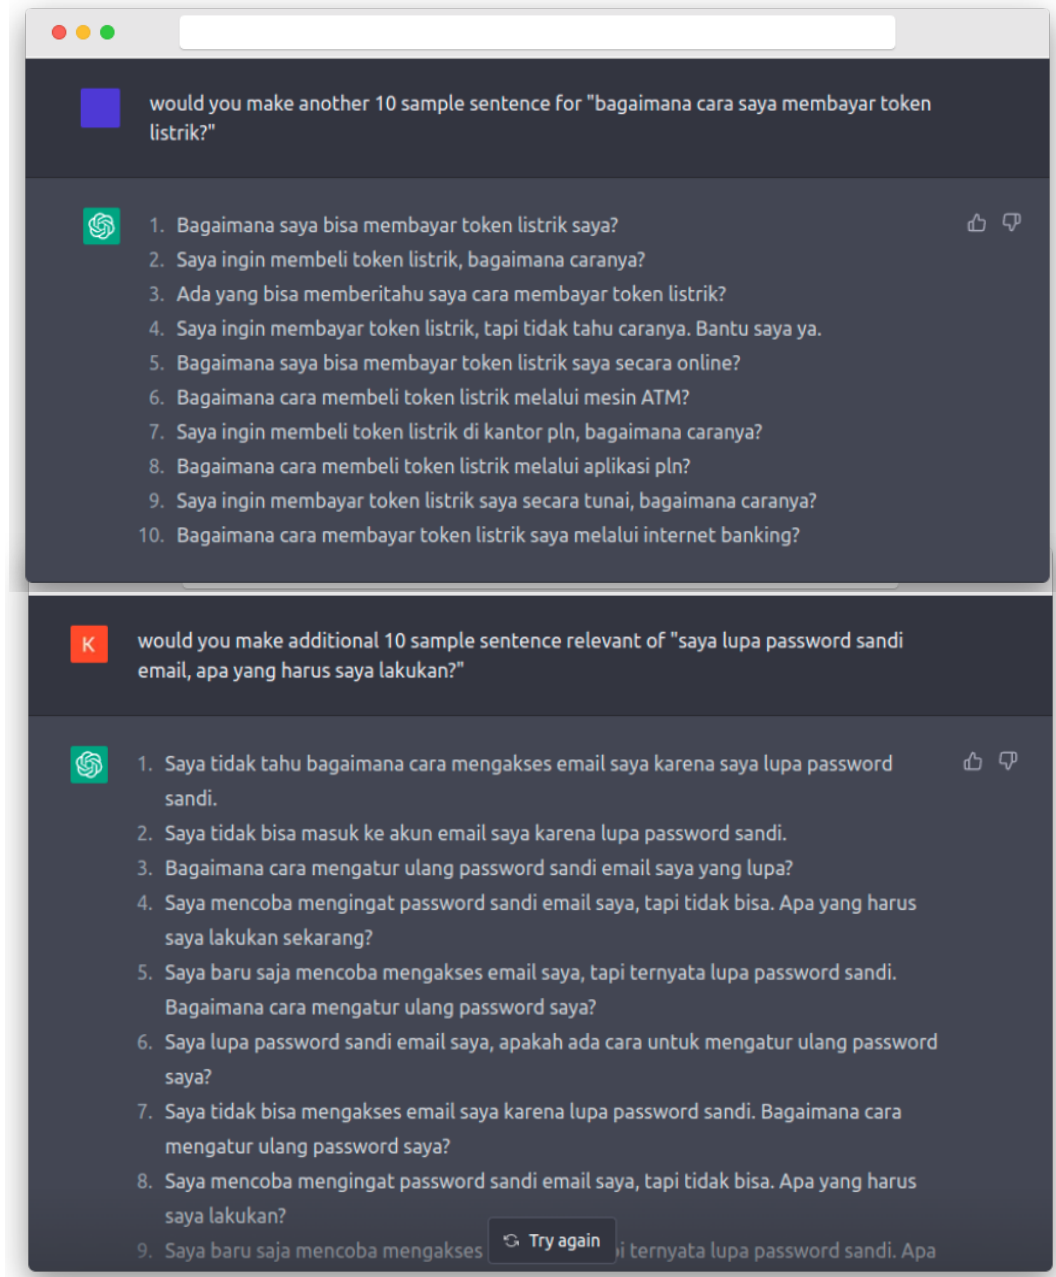 would you make another 10 sample sentence for "bagaimana cara saya membayar token
listrik?"
1. Bagaimana saya bisa membayar token listrik saya?
2. Saya ingin membeli token listrik, bagaimana caranya?
3. Ada yang bisa memberitahu saya cara membayar token listrik?
4. Saya ingin membayar token listrik, tapi tidak tahu caranya. Bantu saya ya.
5. Bagaimana saya bisa membayar token listrik saya secara online?
6. Bagaimana cara membeli token listrik melalui mesin ATM?
7. Saya ingin membeli token listrik di kantor pln, bagaimana caranya?
8. Bagaimana cara membeli token listrik melalui aplikasi pln?
9. Saya ingin membayar token listrik saya secara tunai, bagaimana caranya?
10. Bagaimana cara membayar token listrik saya melalui internet banking?
K
would you make additional 10 sample sentence relevant of "saya lupa password sandi
email, apa yang harus saya lakukan?"
1. Saya tidak tahu bagaimana cara mengakses email saya karena saya lupa password
sandi.
2. Saya tidak bisa masuk ke akun email saya karena lupa password sandi.
3. Bagaimana cara mengatur ulang password sandi email saya yang lupa?
4. Saya mencoba mengingat password sandi email saya, tapi tidak bisa. Apa yang harus
saya lakukan sekarang?
5. Saya baru saja mencoba mengakses email saya, tapi ternyata lupa password sandi.
Bagaimana cara mengatur ulang password saya?
6. Saya lupa password sandi email saya, apakah ada cara untuk mengatur ulang password
saya?
7. Saya tidak bisa mengakses email saya karena lupa password sandi. Bagaimana cara
mengatur ulang password saya?
8. Saya mencoba mengingat password sandi email saya, tapi tidak bisa. Apa yang harus
saya lakukan?
Try again
9. Saya baru saja mencoba mengakses ternyata lupa password sandi. Apa